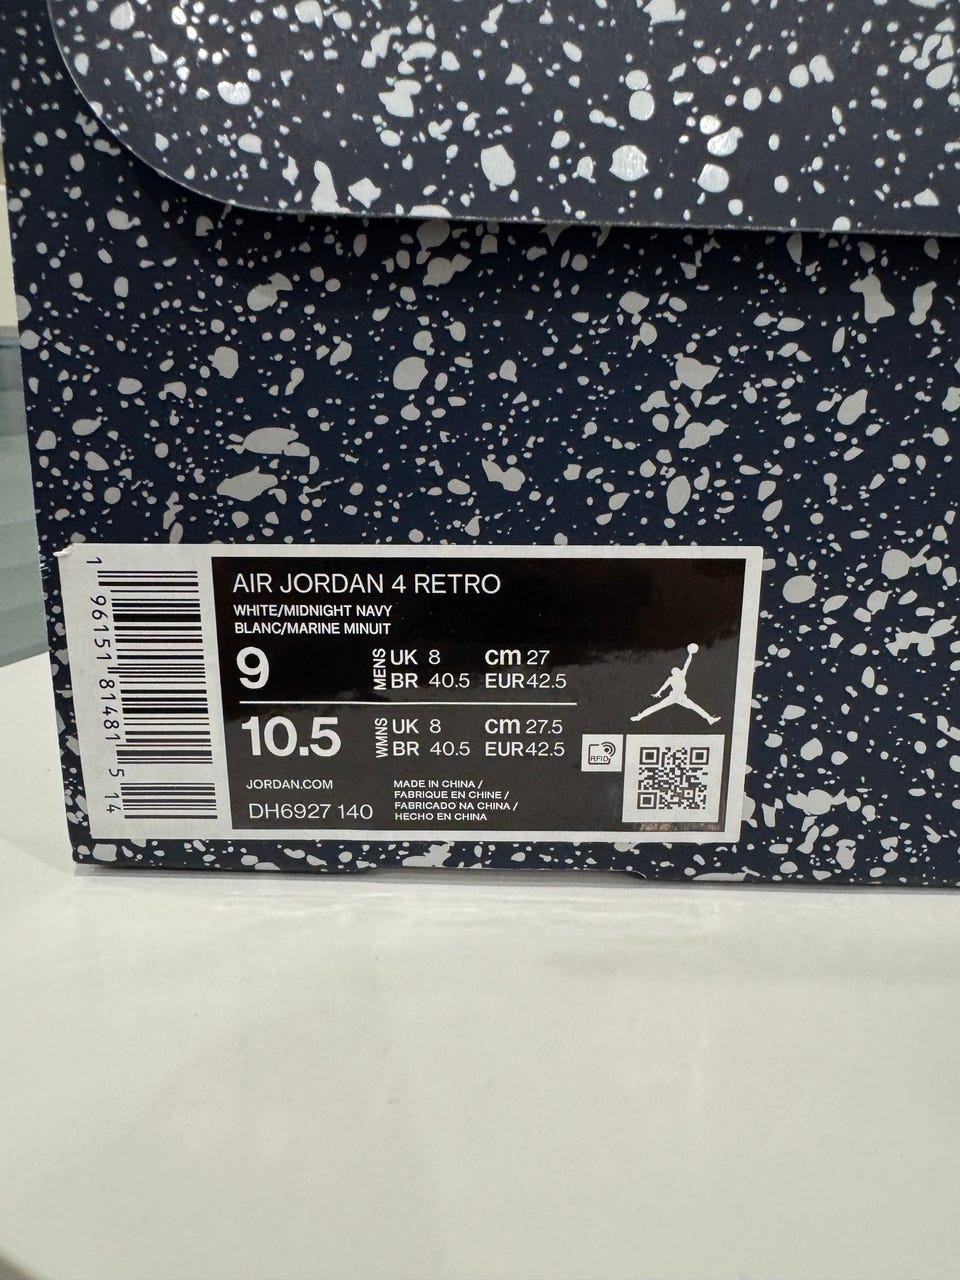 AIR JORDAN 4 RETRO
WHITE/MIDNIGHT NAVY
BLANC/MARINE MINUIT
9 MENS UK 8 cm 27
BR 40.5 EUR 42.5
10.5 WMNS UK 8 cm 27.5
BR 40.5 EUR 42.5
RFID
JORDAN.COM
DH6927 140
MADE IN CHINA /
FABRIQUE EN CHINE /
FABRICADO NA CHINA /
HECHO EN CHINA
1 96151 81481 5 14